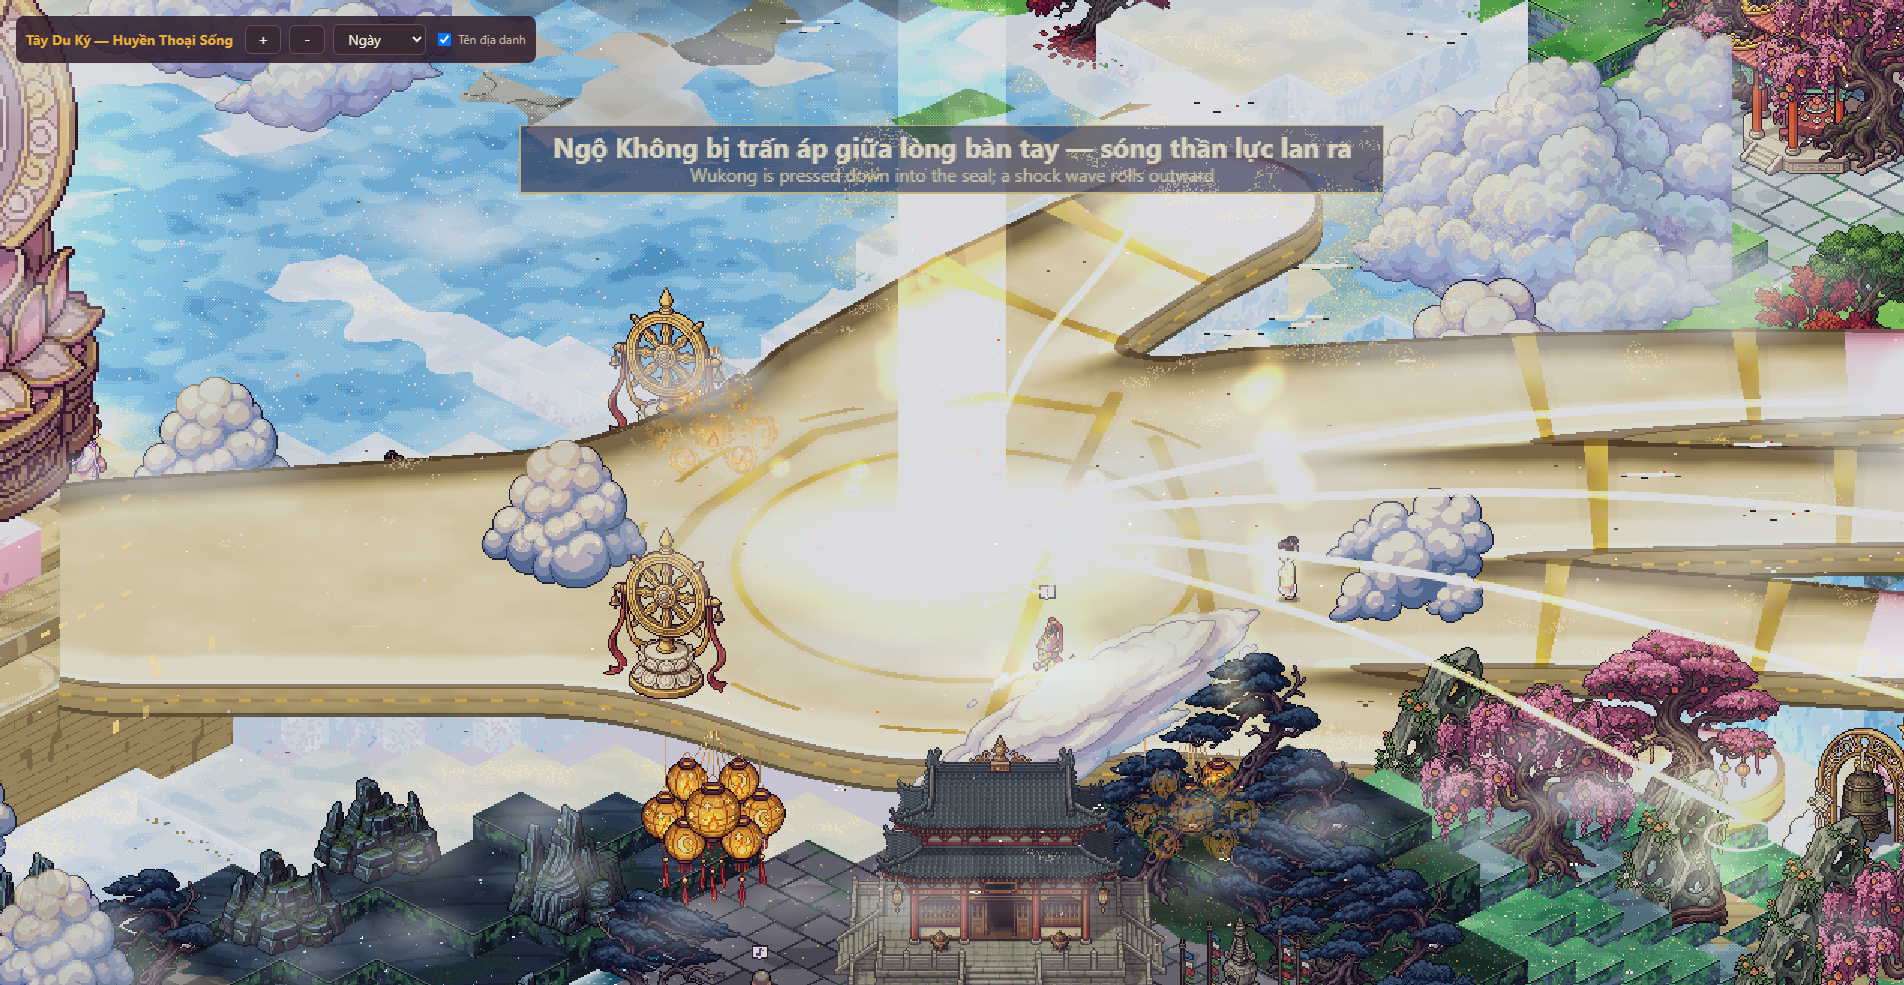 Tây Du Ký — Huyền Thoại Sống + - Ngày Tên địa danh
Ngộ Không bị trấn áp giữa lòng bàn tay — sóng thần lực lan ra
Wukong is pressed down into the seal; a shock wave rolls outward